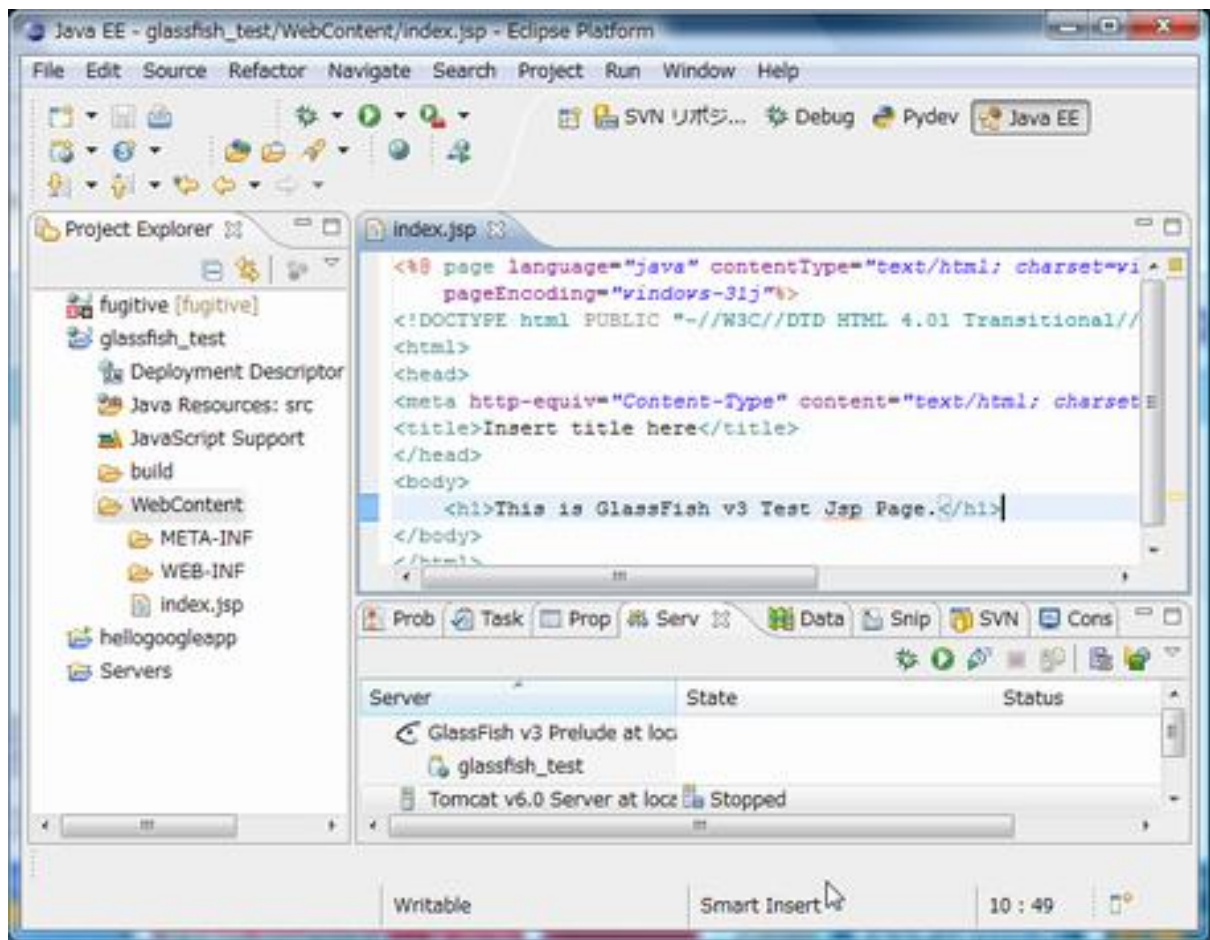 Java EE - glassfish_test/WebContent/index.jsp - Eclipse Platform
File Edit Source Refactor Navigate Search Project Run Window Help
SVN リポジ... Debug Pydev Java EE
Project Explorer
fugitive [fugitive]
glassfish_test
Deployment Descriptor
Java Resources: src
JavaScript Support
build
WebContent
META-INF
WEB-INF
index.jsp
hellogoogleapp
Servers
index.jsp
<%@ page language="java" contentType="text/html; charset=wi
pageEncoding="windows-31j"%>
<!DOCTYPE html PUBLIC "-//W3C//DTD HTML 4.01 Transitional//
<html>
<head>
<meta http-equiv="Content-Type" content="text/html; charset
<title>Insert title here</title>
</head>
<body>
<h1>This is GlassFish v3 Test Jsp Page.</h1>
</body>
</html>
Prob Task Prop Serv Data Snip SVN Cons
Server State Status
GlassFish v3 Prelude at loca
glassfish_test
Tomcat v6.0 Server at loca Stopped
Writable Smart Insert 10 : 49